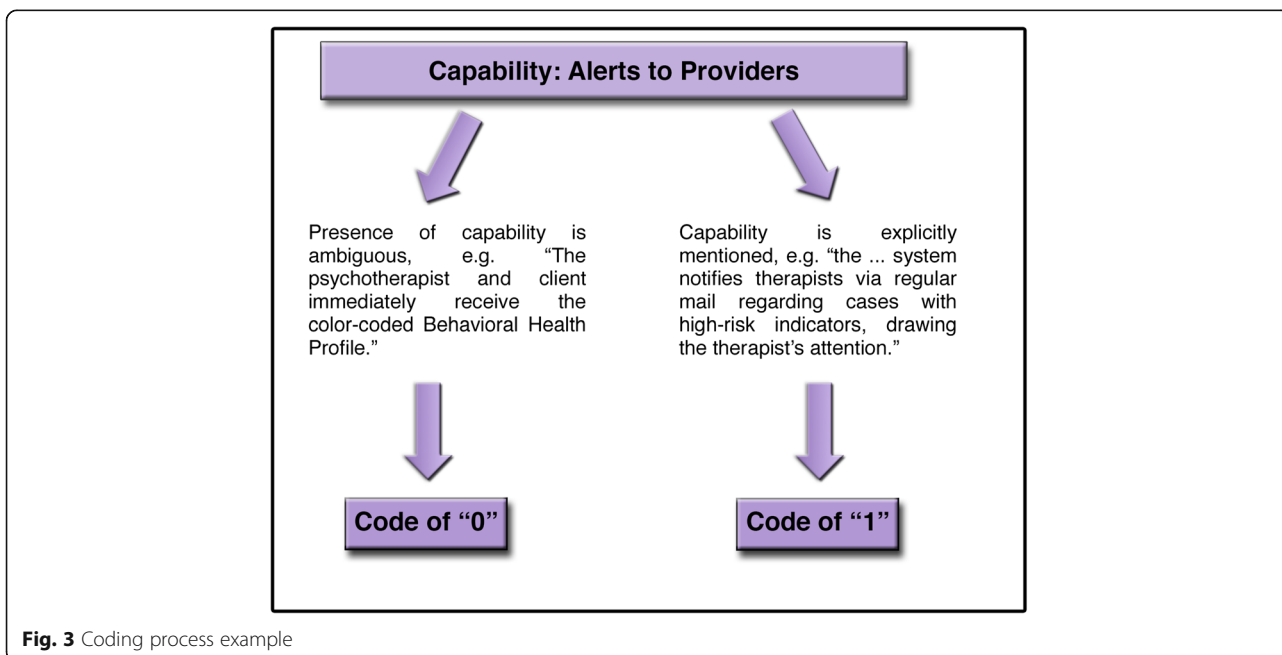 Capability: Alerts to Providers
Presence of capability is
ambiguous, e.g. “The
psychotherapist and client
immediately receive the
color-coded Behavioral Health
Profile.”
Capability is explicitly
mentioned, e.g. “the ... system
notifies therapists via regular
mail regarding cases with
high-risk indicators, drawing
the therapist’s attention.”
Code of “0”
Code of “1”
Fig. 3 Coding process example